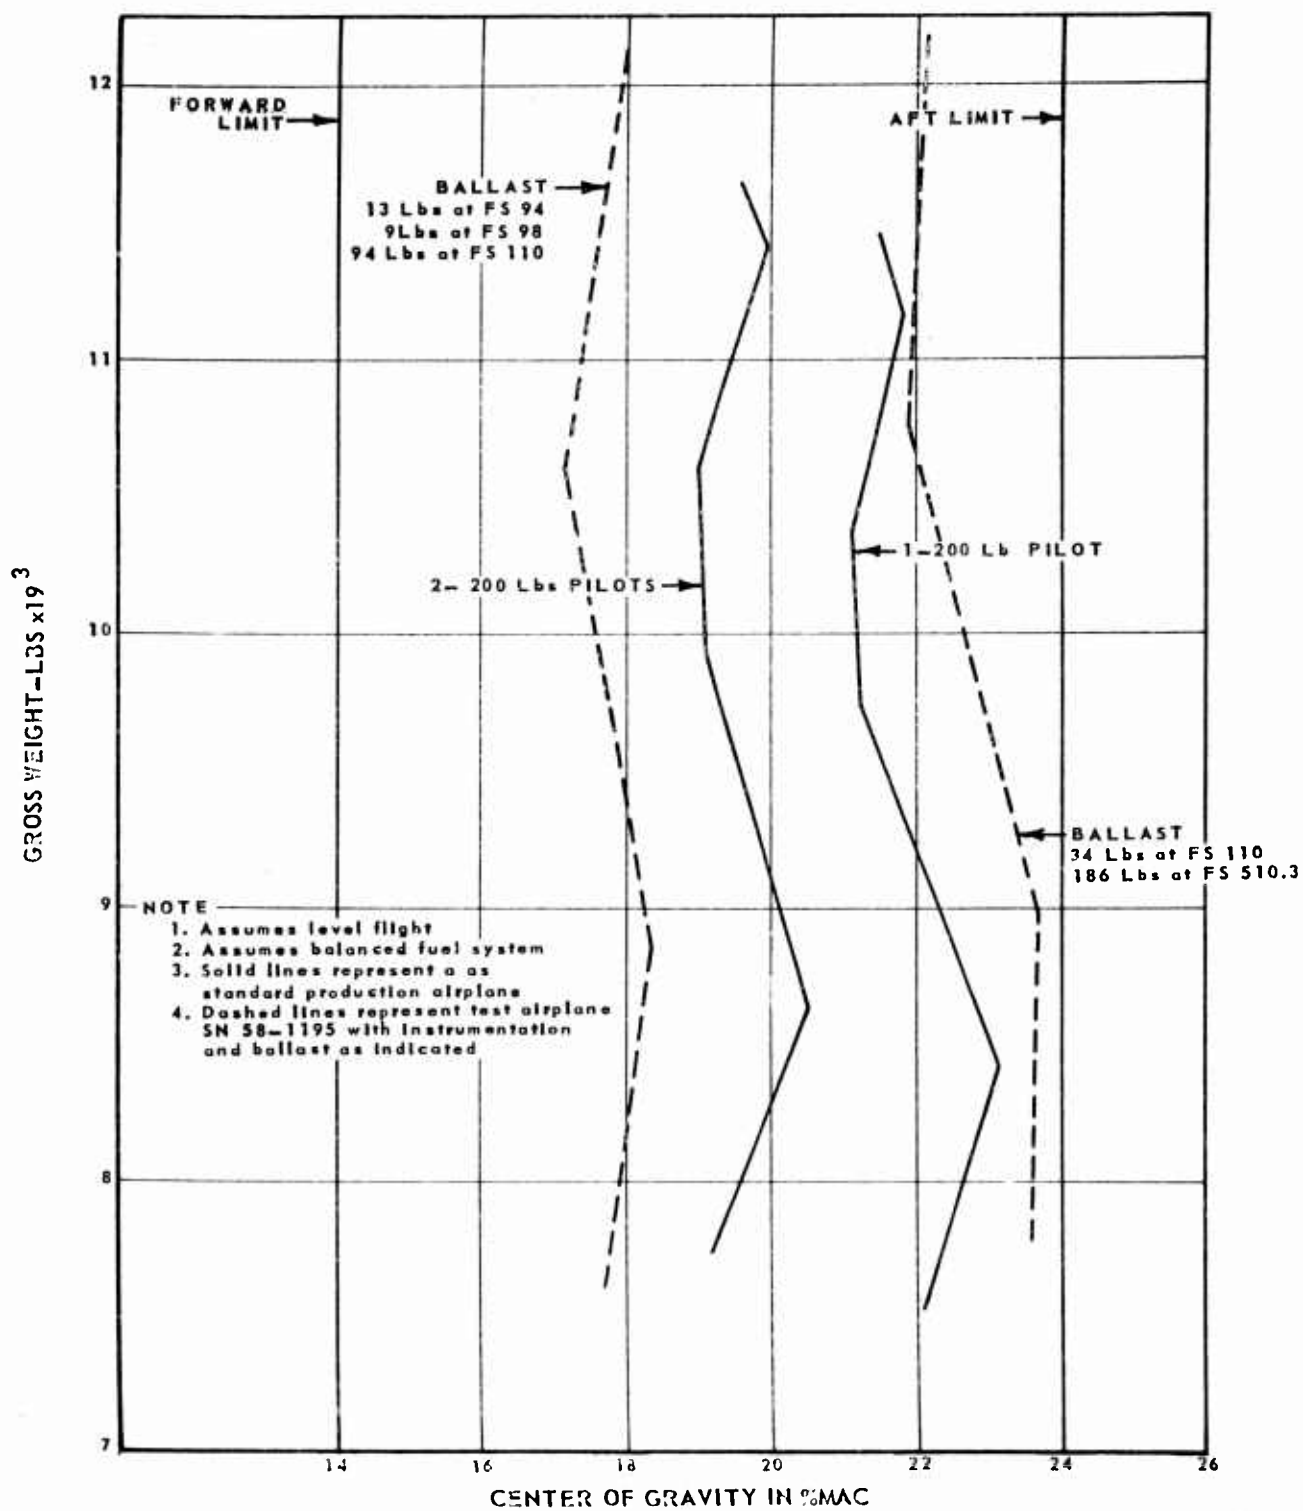 12
FORWARD
LIMIT
AFT LIMIT
BALLAST
13 Lbs at FS 94
9Lbs at FS 98
94 Lbs at FS 110
11
1-200 Lb PILOT
2- 200 Lbs PILOTS
10
GROSS WEIGHT-LBS x19 3
BALLAST
34 Lbs at FS 110
186 Lbs at FS 510.3
9
NOTE
1. Assumes level flight
2. Assumes balanced fuel system
3. Solid lines represent a as
standard production airplane
4. Dashed lines represent test airplane
SN 58-1195 with instrumentation
and ballast as indicated
8
7
14 16 18 20 22 24 26
CENTER OF GRAVITY IN %MAC